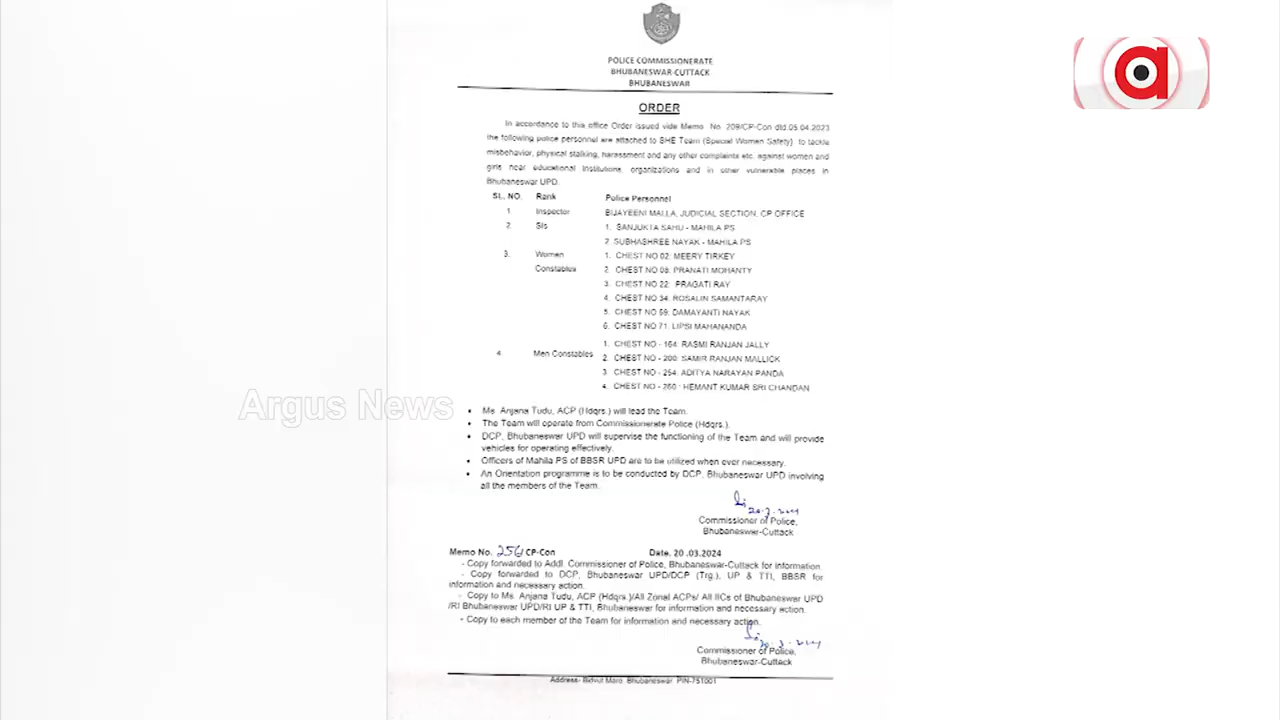 POLICE COMMISSIONERATE
BHUBANESWAR-CUTTACK
BHUBANESWAR
ORDER
In accordance to this office Order issued vide Memo No. 209/CP-Con dtd.05.04.2023
the following police personnel are attached to SHE Team (Special Women Safety) to tackle
misbehavior, physical stalking, harassment and any other complaints etc. against women and
girls near educational Institutions, organizations and in other vulnerable places in
Bhubaneswar UPD.
SL. NO. Rank Police Personnel
1 Inspector BIJAYEENI MALLA, JUDICIAL SECTION, CP OFFICE
2. SIs 1. SANJUKTA SAHU - MAHILA PS
2. SUBHASHREE NAYAK - MAHILA PS
3. Women 1. CHEST NO 02: MEERY TIRKEY
Constables 2. CHEST NO 08: PRANATI MOHANTY
3. CHEST NO 22: PRAGATI RAY
4. CHEST NO 34: ROSALIN SAMANTARAY
5. CHEST NO 59: DAMAYANTI NAYAK
6. CHEST NO 71: LIPSI MAHANANDA
1. CHEST NO - 164: RASMI RANJAN JALLY
4 Men Constables 2. CHEST NO - 200: SAMIR RANJAN MALLICK
3. CHEST NO - 254: ADITYA NARAYAN PANDA
4. CHEST NO - 260 : HEMANT KUMAR SRI CHANDAN
• Ms Anjana Tudu, ACP (Hdqrs.) will lead the Team.
• The Team will operate from Commissionerate Police (Hdqrs.).
• DCP, Bhubaneswar UPD will supervise the functioning of the Team and will provide
vehicles for operating effectively.
• Officers of Mahila PS of BBSR UPD are to be utilized when ever necessary.
• An Orientation programme is to be conducted by DCP, Bhubaneswar UPD involving
all the members of the Team.
20.3.2024
Commissioner of Police,
Bhubaneswar-Cuttack
Memo No. 256/ CP-Con Date. 20 .03.2024
- Copy forwarded to Addl. Commissioner of Police, Bhubaneswar-Cuttack for information.
- Copy forwarded to DCP, Bhubaneswar UPD/DCP (Trg.), UP & TTI, BBSR for
information and necessary action.
- Copy to Ms. Anjana Tudu, ACP (Hdqrs.)/All Zonal ACPs/ All IICs of Bhubaneswar UPD
/RI Bhubaneswar UPD/RI UP & TTI, Bhubaneswar for information and necessary action.
- Copy to each member of the Team for information and necessary action.
20.3.2024
Commissioner of Police,
Bhubaneswar-Cuttack
Address- Bhubaneswar PIN-751001
Argus News
a